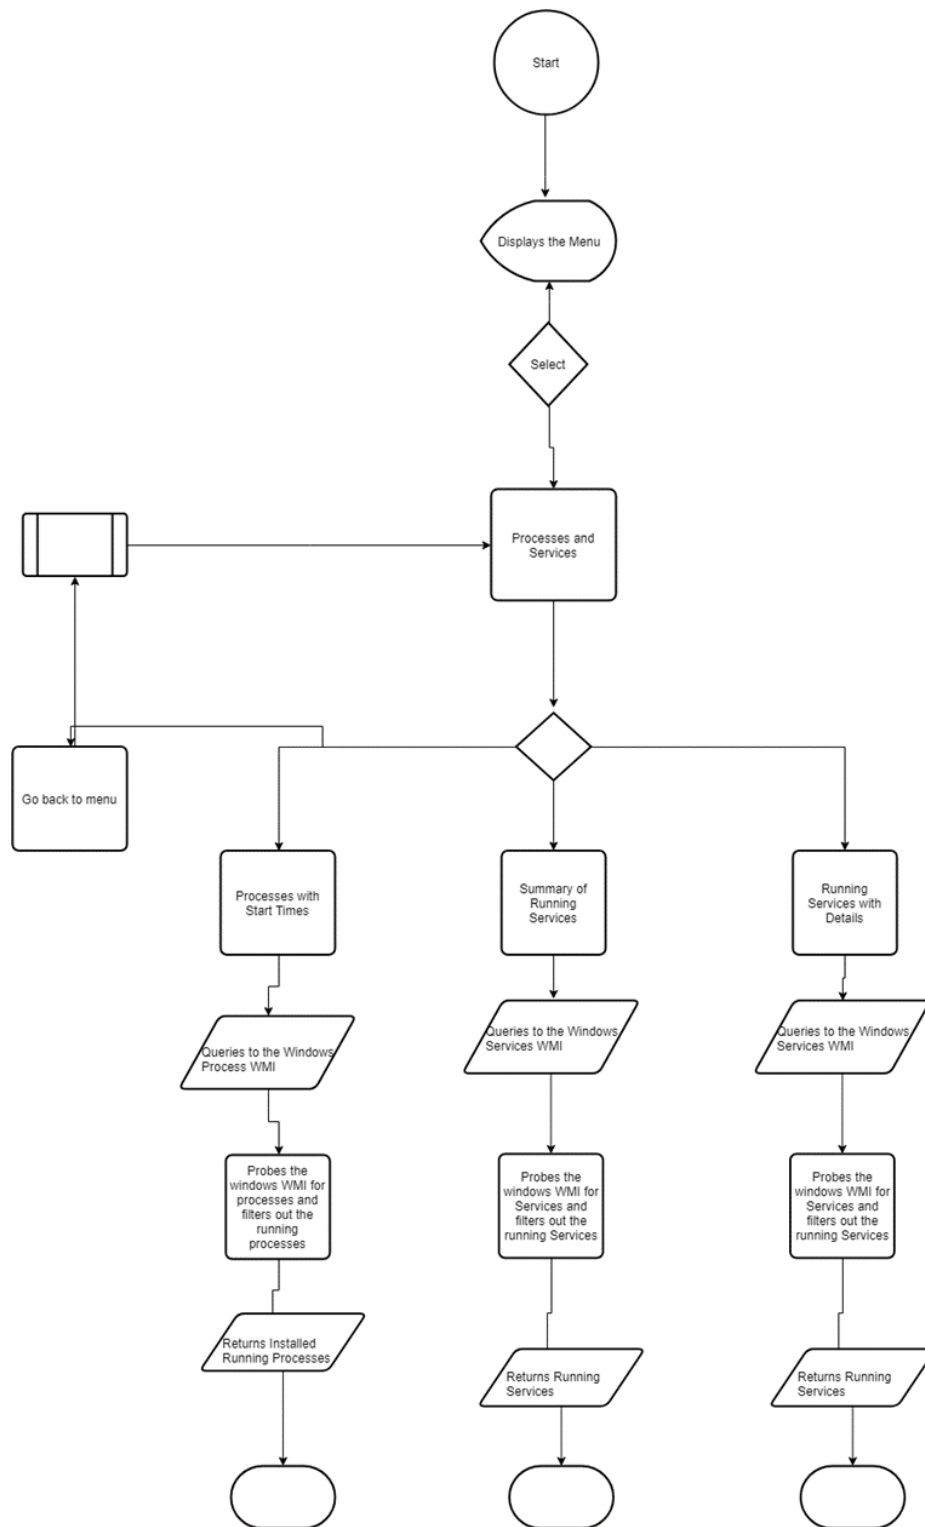 Start
Displays the Menu
Select
Processes and
Services
Go back to menu
Processes with
Start Times
Summary of
Running
Services
Running
Services with
Details
Queries to the Windows
Process WMI
Queries to the Windows
Services WMI
Queries to the Windows
Services WMI
Probes the
windows WMI for
processes and
filters out the
running
processes
Probes the
windows WMI for
Services and
filters out the
running Services
Probes the
windows WMI for
Services and
filters out the
running Services
Returns Installed
Running Processes
Returns Running
Services
Returns Running
Services